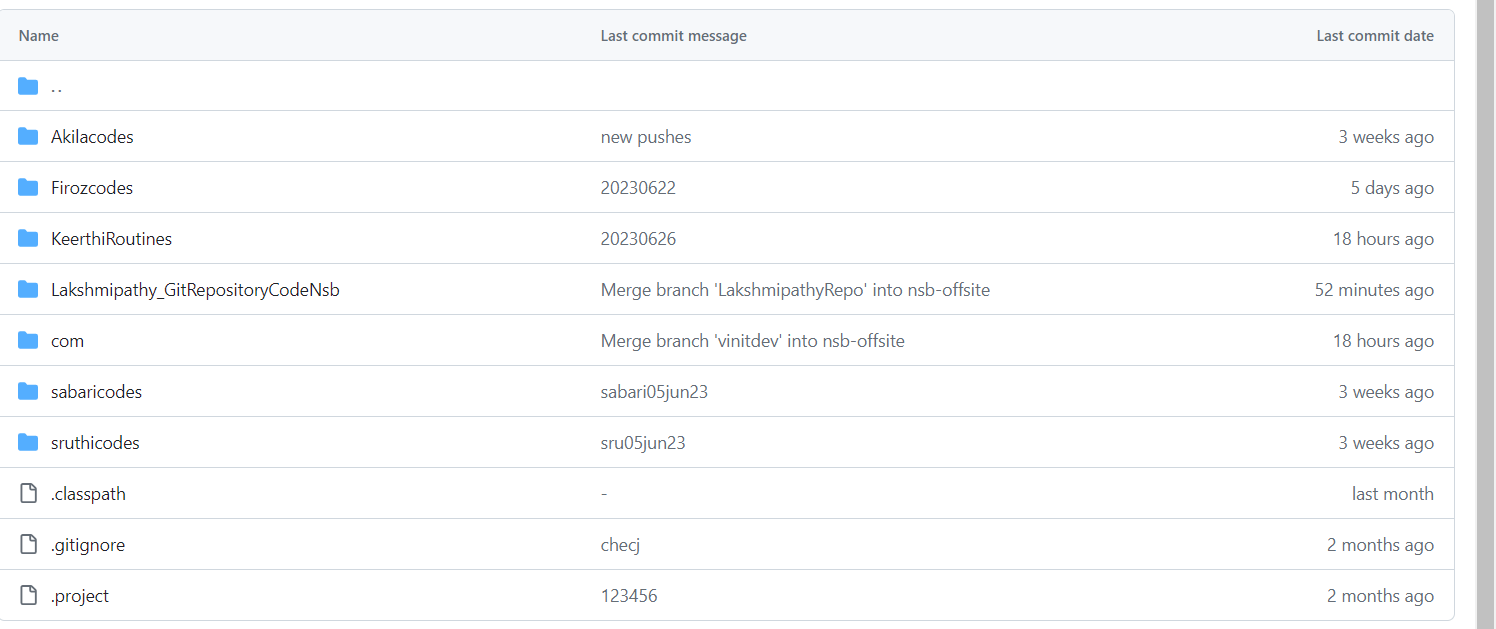 Name Last commit message Last commit date
..
Akilacodes new pushes 3 weeks ago
Firozcodes 20230622 5 days ago
KeerthiRoutines 20230626 18 hours ago
Lakshmipathy_GitRepositoryCodeNsb Merge branch 'LakshmipathyRepo' into nsb-offsite 52 minutes ago
com Merge branch 'vinitdev' into nsb-offsite 18 hours ago
sabaricodes sabari05jun23 3 weeks ago
sruthicodes sru05jun23 3 weeks ago
.classpath - last month
.gitignore checj 2 months ago
.project 123456 2 months ago